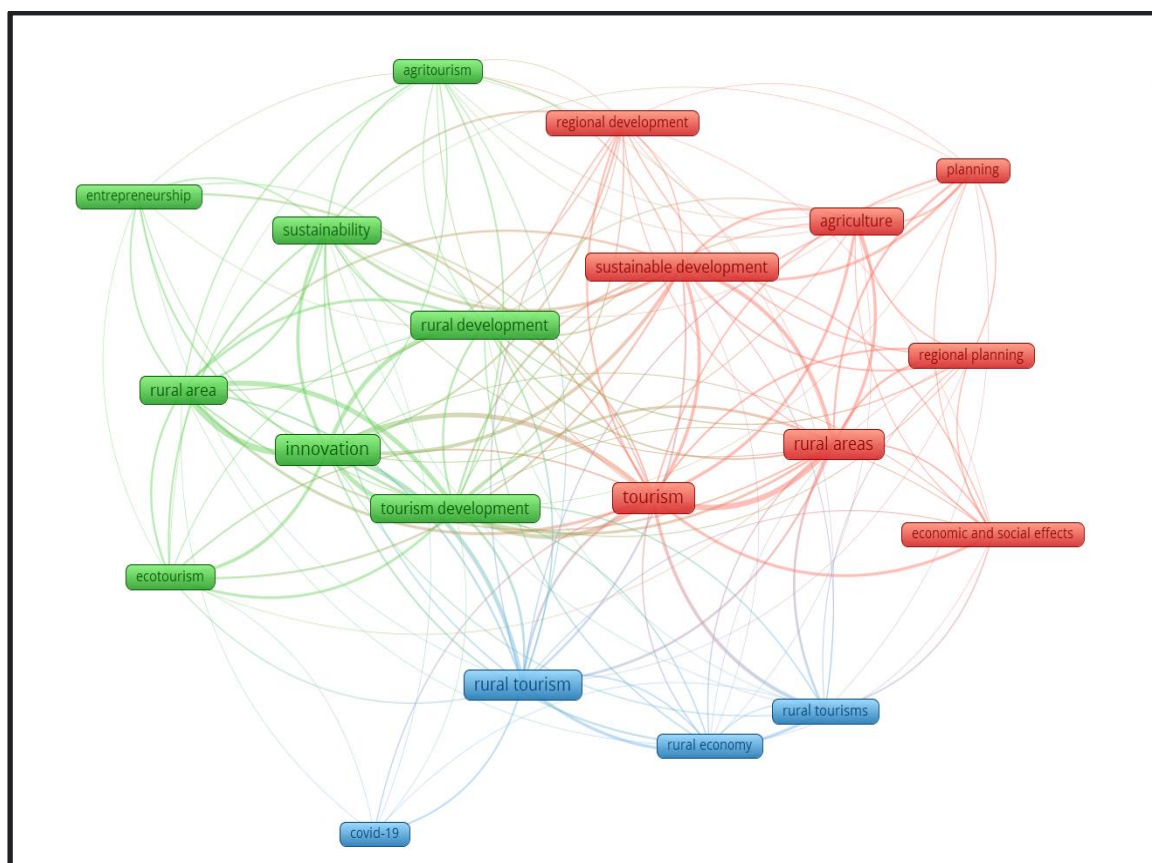 agritourism
regional development
planning
entrepreneurship
agriculture
sustainability
sustainable development
rural development
regional planning
rural area
innovation
rural areas
tourism
tourism development
economic and social effects
ecotourism
rural tourism
rural tourisms
rural economy
covid-19